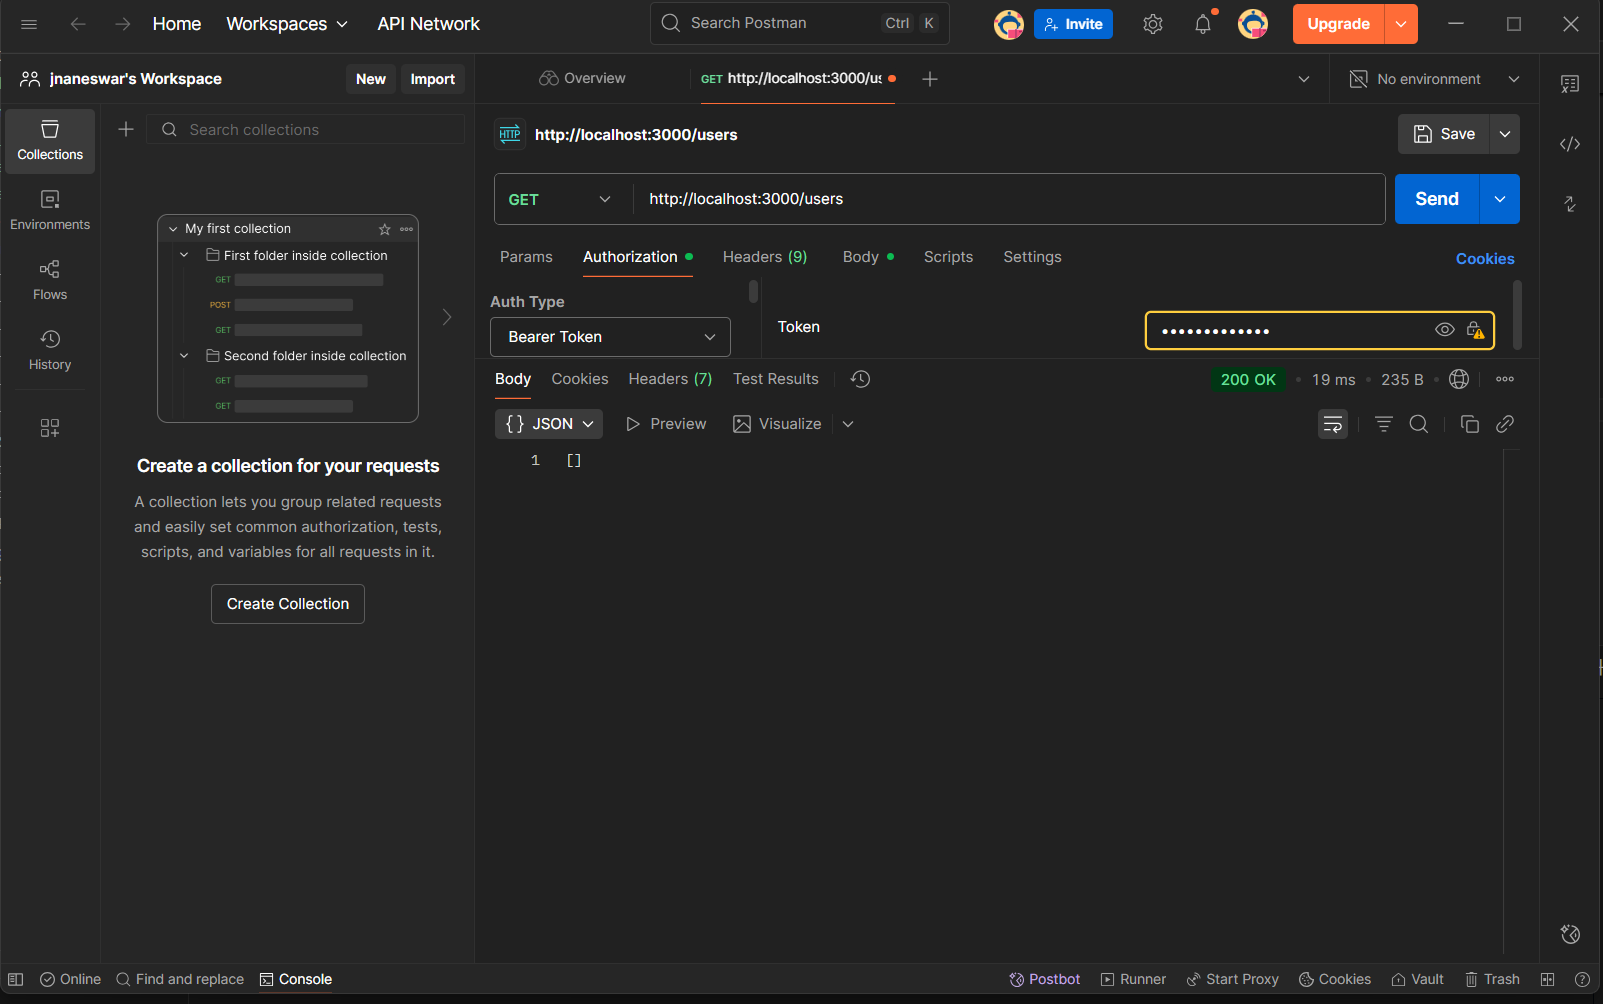 Home Workspaces API Network Search Postman Ctrl K Invite Upgrade
jnaneswar's Workspace New Import Overview GET http://localhost:3000/us No environment
Collections
Search collections
HTTP http://localhost:3000/users Save
Environments
Flows
History
My first collection
First folder inside collection
GET
POST
GET
Second folder inside collection
GET
GET
Create a collection for your requests
A collection lets you group related requests
and easily set common authorization, tests,
scripts, and variables for all requests in it.
Create Collection
GET http://localhost:3000/users Send
Params Authorization Headers (9) Body Scripts Settings Cookies
Auth Type
Bearer Token
Token
•••••••••••••
Body Cookies Headers (7) Test Results 200 OK • 19 ms • 235 B
{} JSON Preview Visualize
1 []
Online Find and replace Console Postbot Runner Start Proxy Cookies Vault Trash